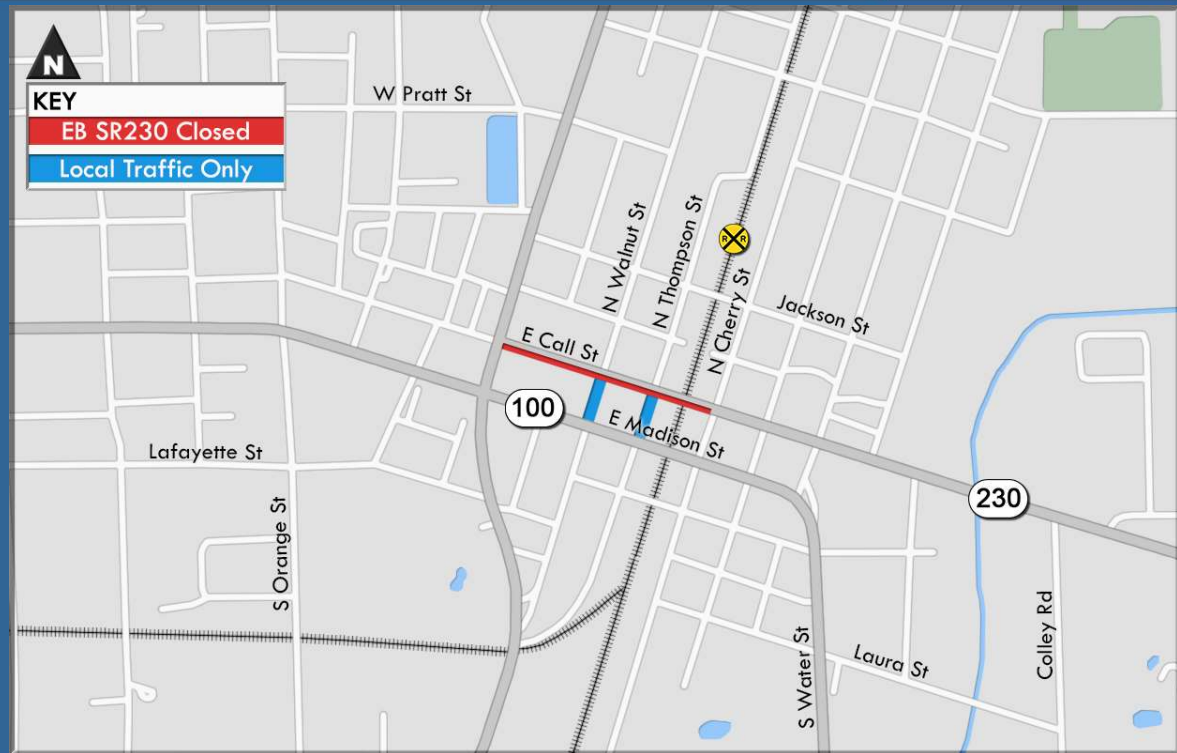 N
KEY
EB SR230 Closed
Local Traffic Only
W Pratt St
N Walnut St
N Thompson St
R R
N Cherry St
Jackson St
E Call St
100
E Madison St
Lafayette St
230
S Orange St
Colley Rd
S Water St
Laura St